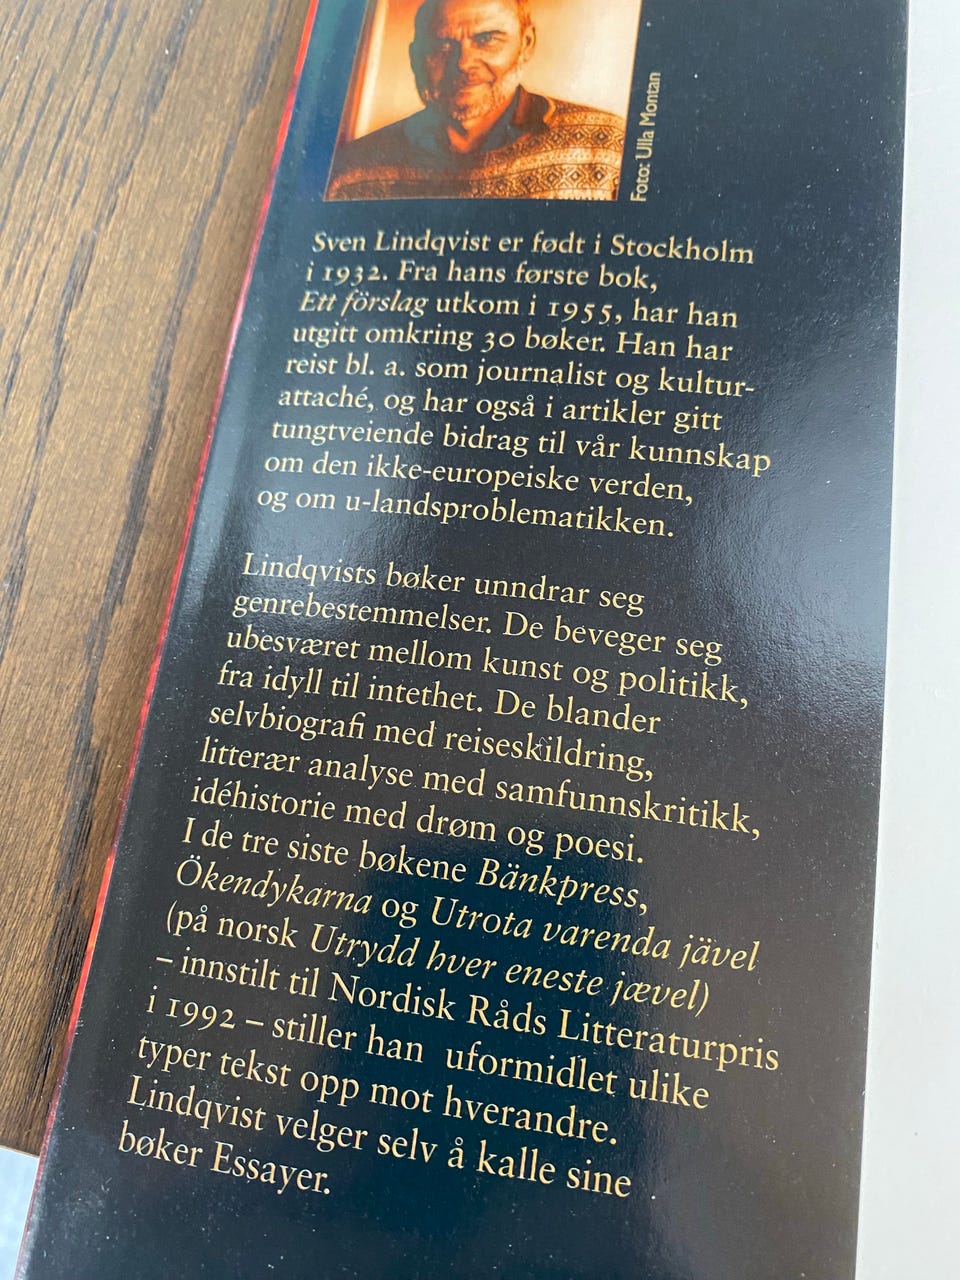 Foto: Ulla Montan
Sven Lindqvist er født i Stockholm
i 1932. Fra hans første bok,
Ett förslag utkom i 1955, har han
utgitt omkring 30 bøker. Han har
reist bl. a. som journalist og kultur-
attaché, og har også i artikler gitt
tungtveiende bidrag til vår kunnskap
om den ikke-europeiske verden,
og om u-landsproblematikken.
Lindqvists bøker unndrar seg
genrebestemmelser. De beveger seg
ubesværet mellom kunst og politikk,
fra idyll til intethet. De blander
selvbiografi med reiseskildring,
litterær analyse med samfunnskritikk,
idéhistorie med drøm og poesi.
I de tre siste bøkene Bänkpress,
Ökendykarna og Utrota varenda jävel
(på norsk Utrydd hver eneste jævel)
– innstilt til Nordisk Råds Litteraturpris
i 1992 – stiller han uformidlet ulike
typer tekst opp mot hverandre.
Lindqvist velger selv å kalle sine
bøker Essayer.